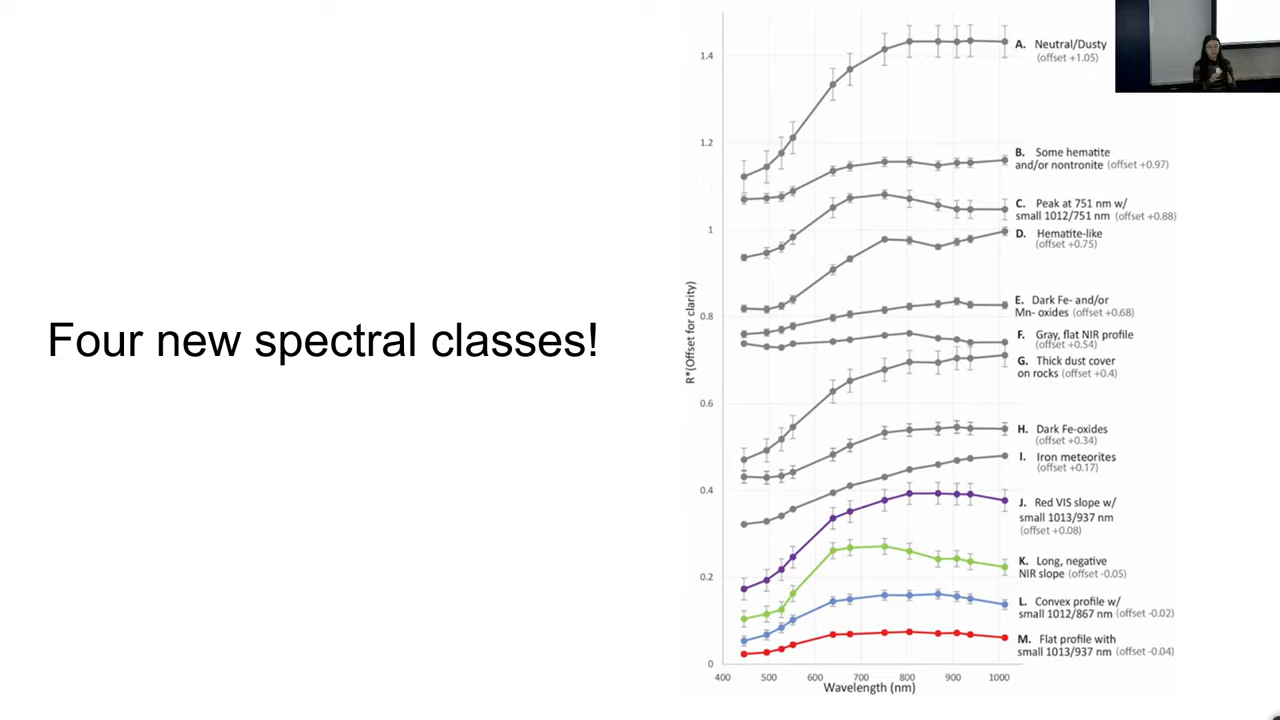 Four new spectral classes!
R*(Offset for clarity)
1.4
1.2
1
0.8
0.6
0.4
0.2
0
400 500 600 700 800 900 1000
Wavelength (nm)
A. Neutral/Dusty
(offset +1.05)
B. Some hematite
and/or nontronite (offset +0.97)
C. Peak at 751 nm w/
small 1012/751 nm (offset +0.88)
D. Hematite-like
(offset +0.75)
E. Dark Fe- and/or
Mn- oxides (offset +0.68)
F. Gray, flat NIR profile
(offset +0.54)
G. Thick dust cover
on rocks (offset +0.4)
H. Dark Fe-oxides
(offset +0.34)
I. Iron meteorites
(offset +0.17)
J. Red VIS slope w/
small 1013/937 nm
(offset +0.08)
K. Long, negative
NIR slope (offset -0.05)
L. Convex profile w/
small 1012/867 nm (offset -0.02)
M. Flat profile with
small 1013/937 nm (offset -0.04)